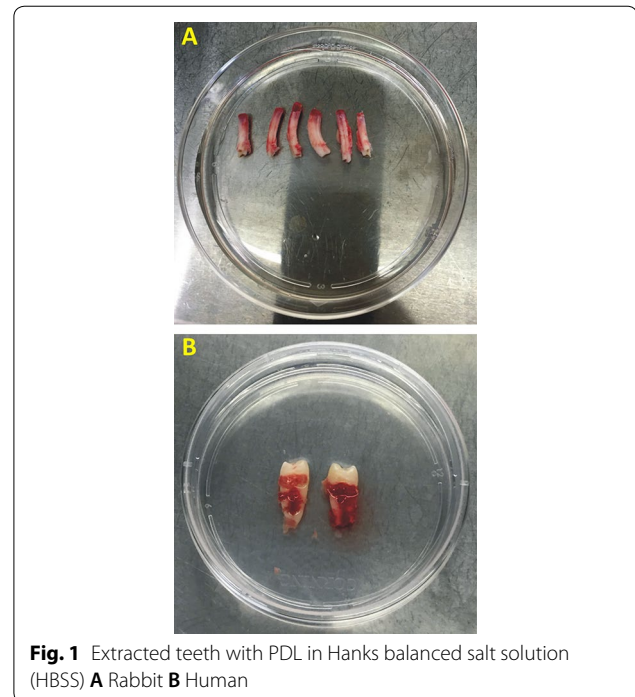 A
B
Fig. 1 Extracted teeth with PDL in Hanks balanced salt solution
(HBSS) A Rabbit B Human